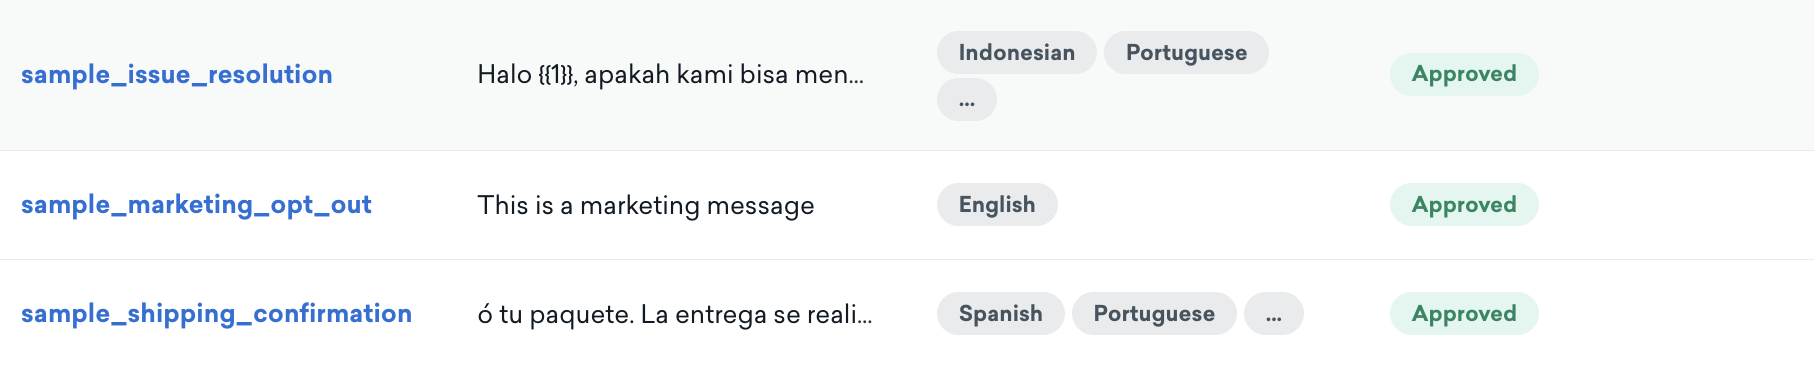 sample_issue_resolution
Halo {{1}}, apakah kami bisa men...
Indonesian
Portuguese
...
Approved
sample_marketing_opt_out
This is a marketing message
English
Approved
sample_shipping_confirmation
ó tu paquete. La entrega se reali...
Spanish
Portuguese
...
Approved